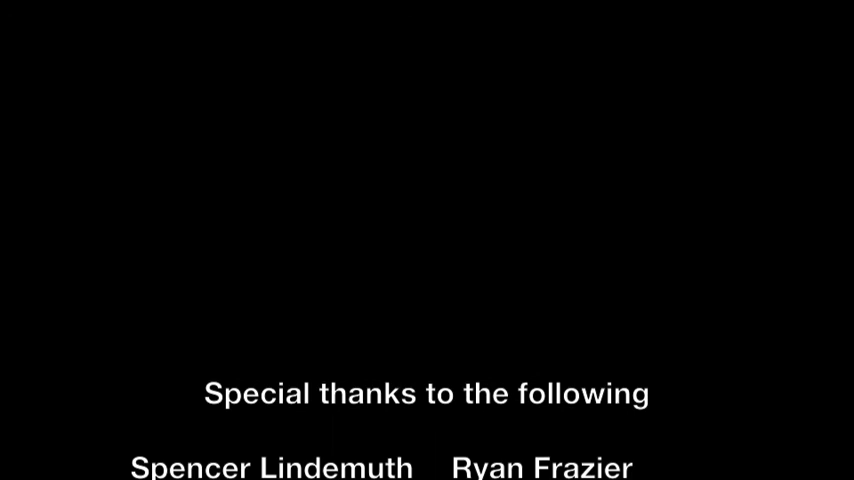 Special thanks to the following
Spencer Lindemuth Ryan Frazier